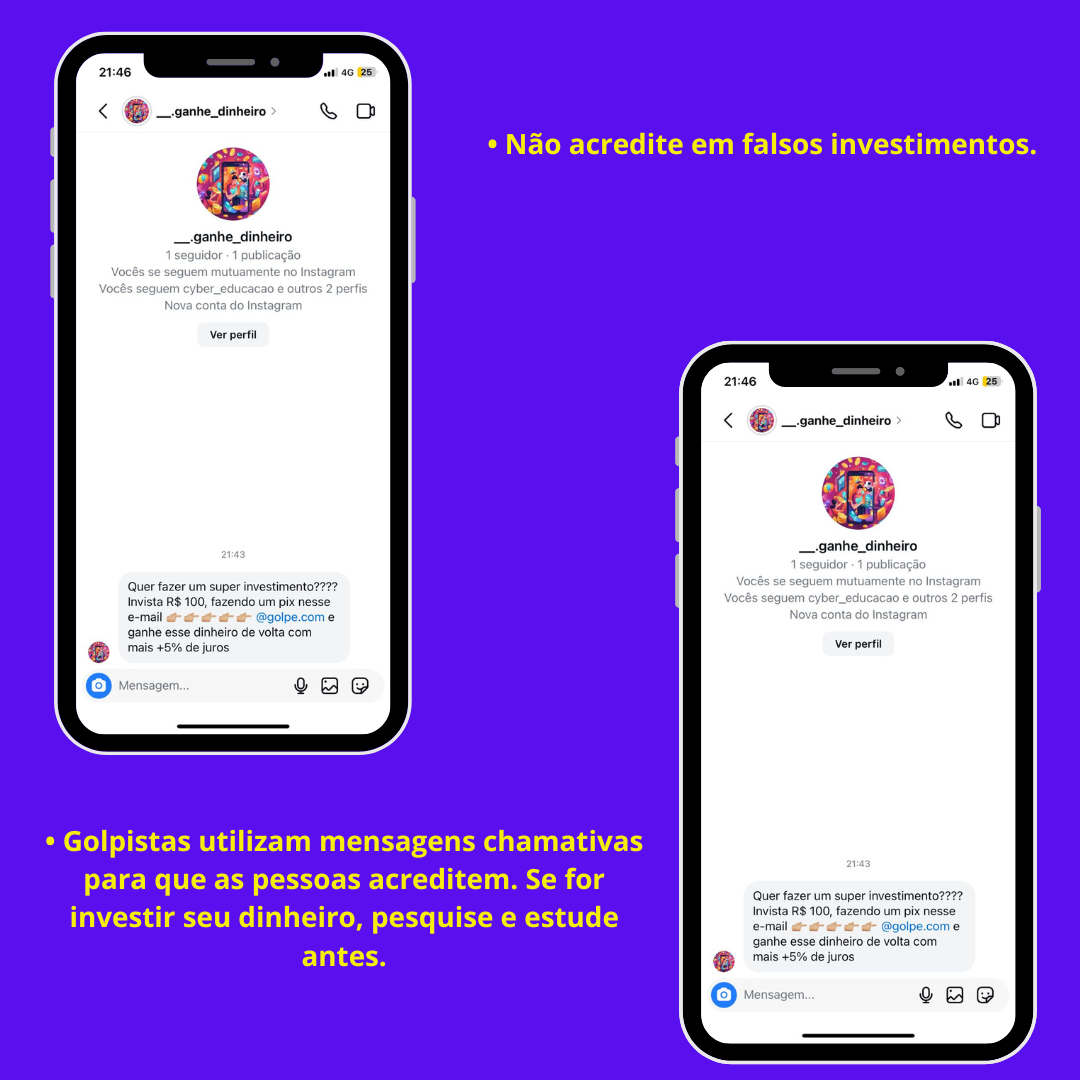 21:46
4G 25
__.ganhe_dinheiro
__.ganhe_dinheiro
1 seguidor · 1 publicação
Vocês se seguem mutuamente no Instagram
Vocês seguem cyber_educacao e outros 2 perfis
Nova conta do Instagram
Ver perfil
21:43
Quer fazer um super investimento????
Invista R$ 100, fazendo um pix nesse
e-mail 👉🏼👉🏼👉🏼👉🏼👉🏼 @golpe.com e
ganhe esse dinheiro de volta com
mais +5% de juros
Mensagem...
• Não acredite em falsos investimentos.
21:46
4G 25
__.ganhe_dinheiro
__.ganhe_dinheiro
1 seguidor · 1 publicação
Vocês se seguem mutuamente no Instagram
Vocês seguem cyber_educacao e outros 2 perfis
Nova conta do Instagram
Ver perfil
21:43
Quer fazer um super investimento????
Invista R$ 100, fazendo um pix nesse
e-mail 👉🏼👉🏼👉🏼👉🏼👉🏼 @golpe.com e
ganhe esse dinheiro de volta com
mais +5% de juros
Mensagem...
• Golpistas utilizam mensagens chamativas
para que as pessoas acreditem. Se for
investir seu dinheiro, pesquise e estude
antes.